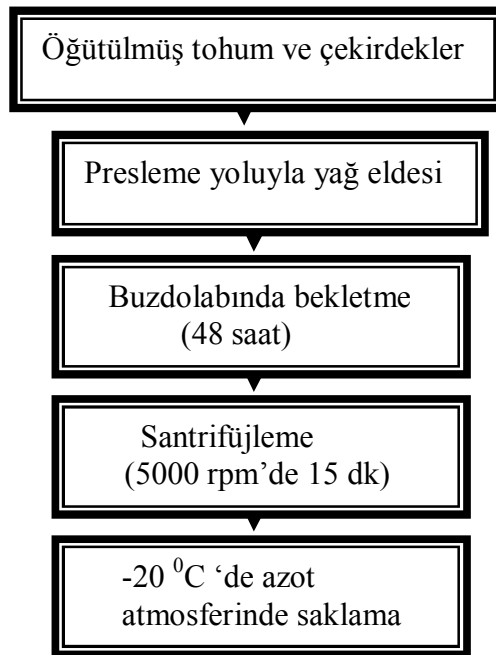 Öğütülmüş tohum ve çekirdekler
Presleme yoluyla yağ eldesi
Buzdolabında bekletme
(48 saat)
Santrifüjleme
(5000 rpm’de 15 dk)
-20 ⁰C ‘de azot
atmosferinde saklama